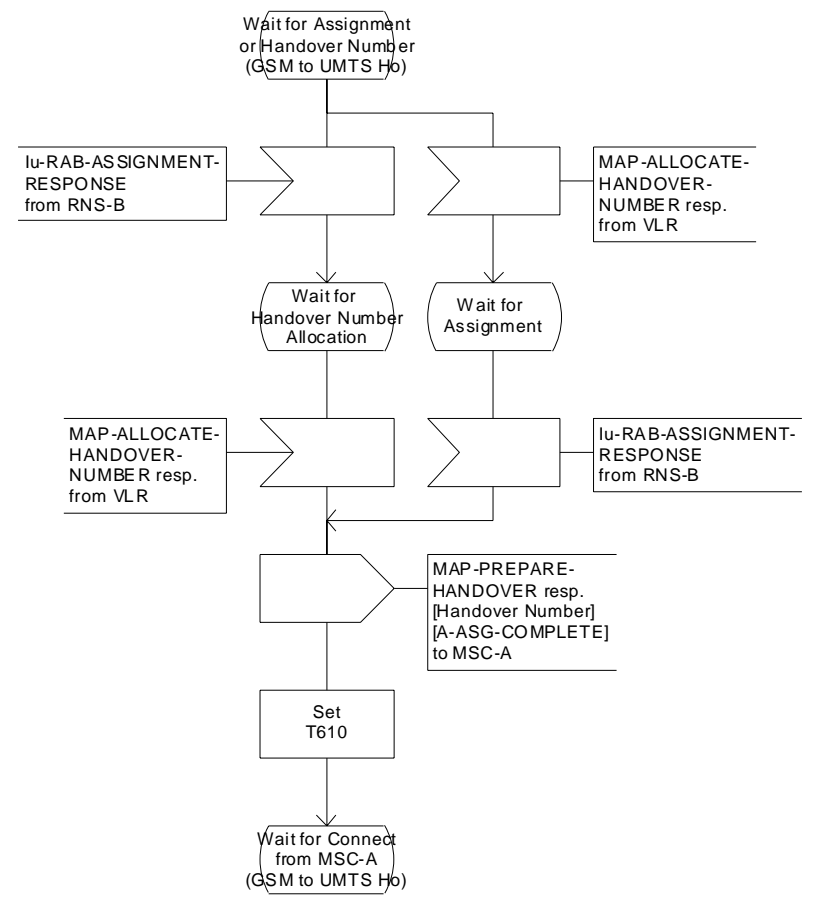 Wait for Assignment
or Handover Number
(GSM to UMTS Ho)
Iu-RAB-ASSIGNMENT-
RESPONSE
from RNS-B
MAP-ALLOCATE-
HANDOVER-
NUMBER resp.
from VLR
Wait for
Handover Number
Allocation
Wait for
Assignment
MAP-ALLOCATE-
HANDOVER-
NUMBER resp.
from VLR
Iu-RAB-ASSIGNMENT-
RESPONSE
from RNS-B
MAP-PREPARE-
HANDOVER resp.
[Handover Number]
[A-ASG-COMPLETE]
to MSC-A
Set
T610
Wait for Connect
from MSC-A
(GSM to UMTS Ho)